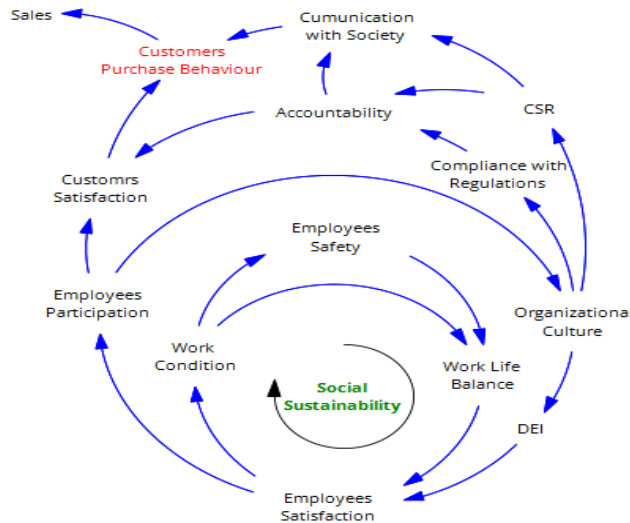 Sales
Cumunication
with Society
Customers
Purchase Behaviour
Accountability
CSR
Compliance with
Regulations
Customrs
Satisfaction
Employees
Safety
Employees
Participation
Organizationa
Culture
Work
Condition
Work Life
Balance
Social
Sustainability
DEI
Employees
Satisfaction